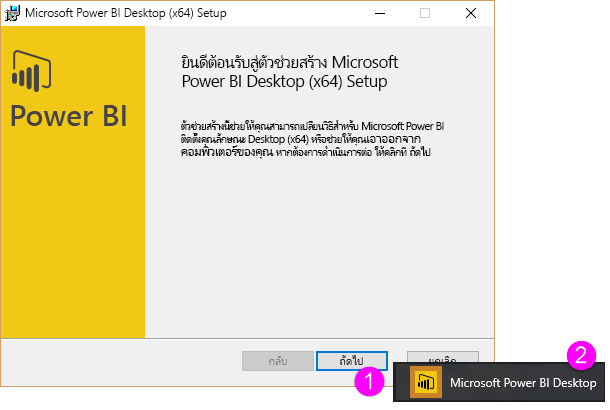 Microsoft Power BI Desktop (x64) Setup
Power BI
ยินดีต้อนรับสู่ตัวช่วยสร้าง Microsoft
Power BI Desktop (x64) Setup
ตัวช่วยสร้างนี้ช่วยให้คุณสามารถเปลี่ยนวิธีสำหรับ Microsoft Power BI
ติดตั้งคุณลักษณะ Desktop (x64) หรือช่วยให้คุณเอาออกจาก
คอมพิวเตอร์ของคุณ หากต้องการดำเนินการต่อ ให้คลิกที่ ถัดไป
กลับ
ถัดไป
ยกเลิก
1
2
Microsoft Power BI Desktop